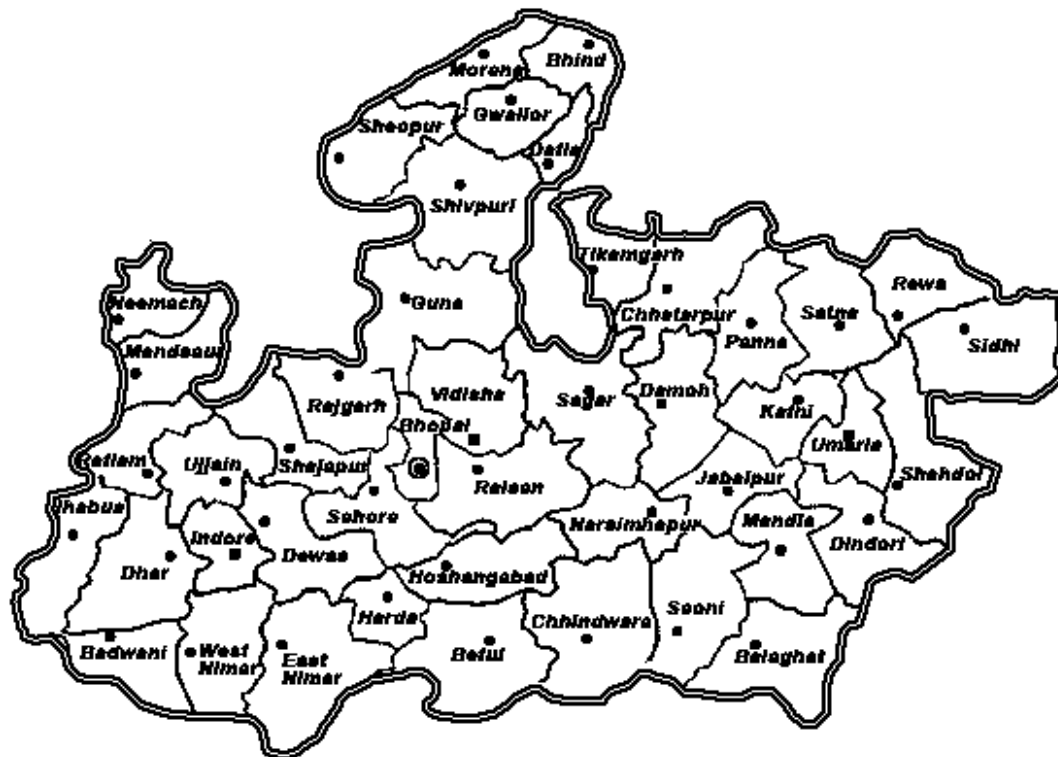 Bhind
Morena
Gwalior
Sheopur
Datia
Shivpuri
Tikamgarh
Rewa
Neemach
Guna
Chhatarpur
Satna
Panna
Sidhi
Mandsaur
Vidisha
Damoh
Sagar
Rajgarh
Katni
Bhopal
Umaria
Ratlam
Ujjain
Shajapur
Raisen
Jabalpur
Shahdol
Jhabua
Sehore
Narsimhapur
Mandla
Indore
Dewas
Dindori
Dhar
Hoshangabad
Harda
Chhindwara
Seoni
Badwani
West
Nimar
East
Nimar
Betul
Balaghat